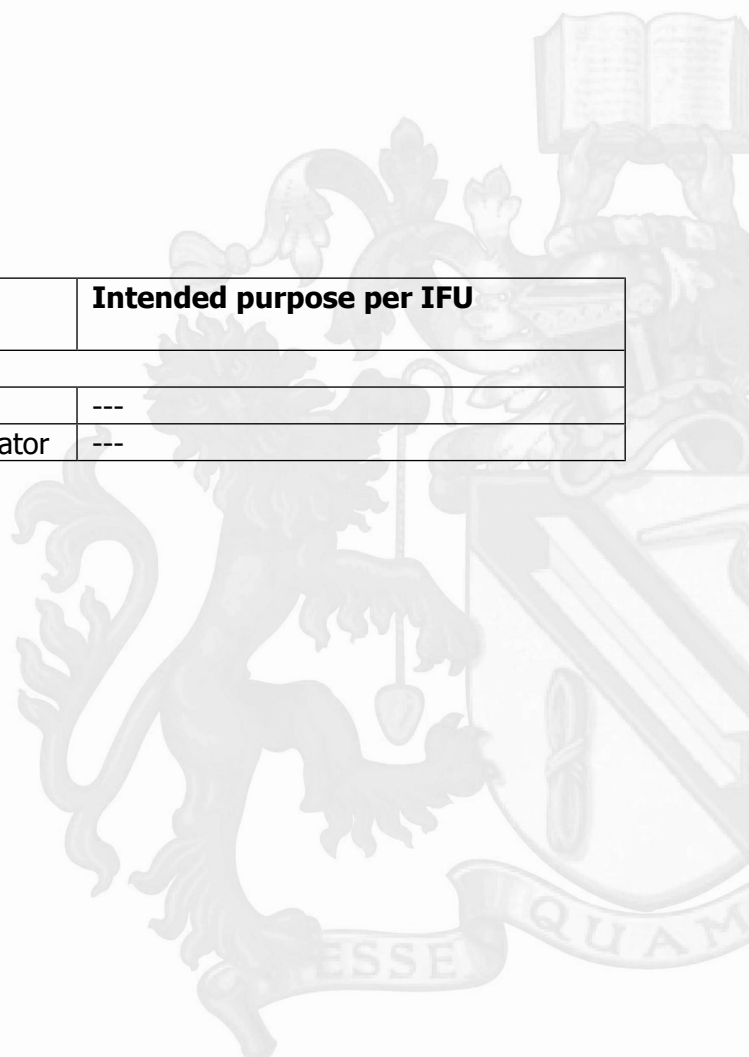 Intended purpose per IFU
---
ator ---
ESSE QUAM